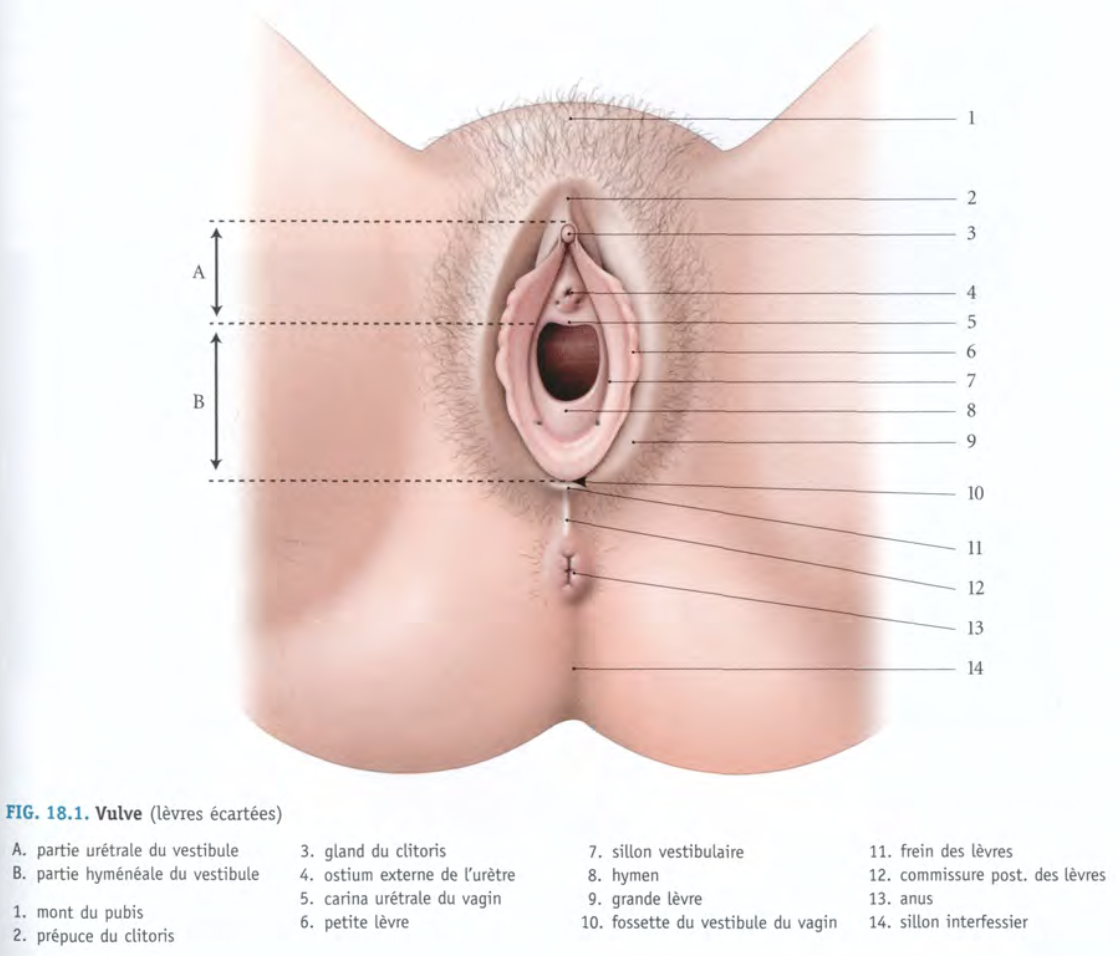 1
2
3
A
4
5
6
7
B
8
9
10
11
12
13
14
FIG. 18.1. Vulve (lèvres écartées)
A. partie urétrale du vestibule
B. partie hyménéale du vestibule
1. mont du pubis
2. prépuce du clitoris
3. gland du clitoris
4. ostium externe de l'urètre
5. carina urétrale du vagin
6. petite lèvre
7. sillon vestibulaire
8. hymen
9. grande lèvre
10. fossette du vestibule du vagin
11. frein des lèvres
12. commissure post. des lèvres
13. anus
14. sillon interfessier